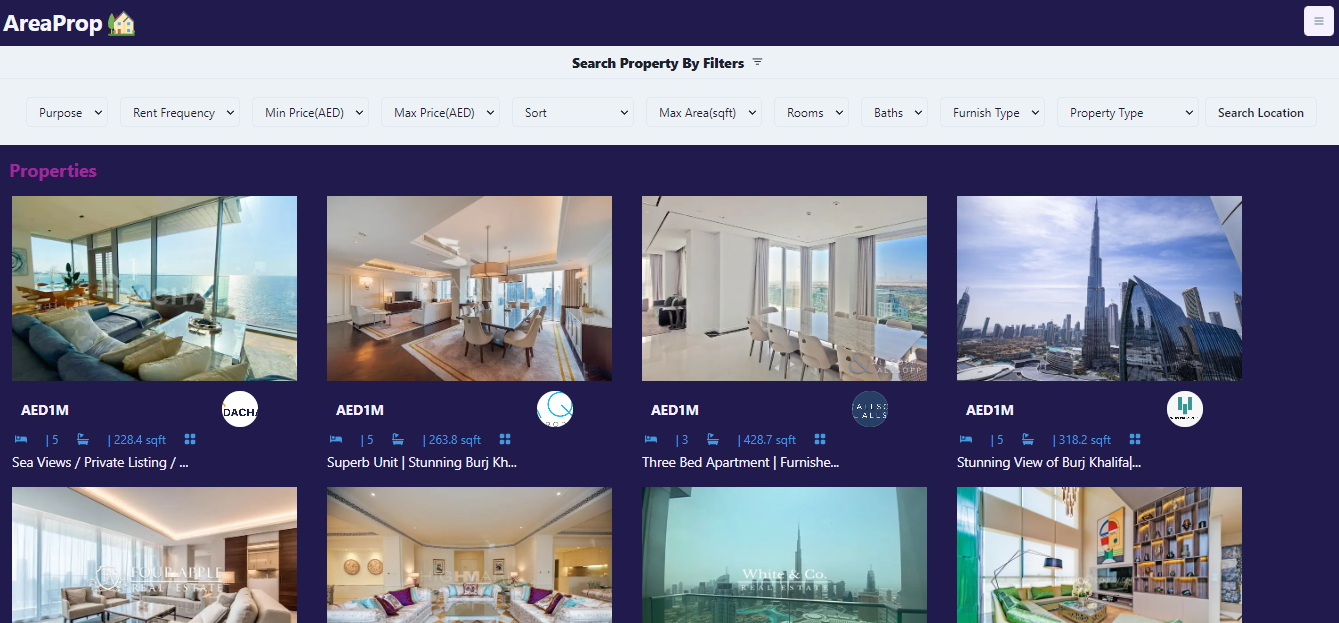 AreaProp
Search Property By Filters
Purpose Rent Frequency Min Price(AED) Max Price(AED) Sort Max Area(sqft) Rooms Baths Furnish Type Property Type Search Location
Properties
AED1M
DACHA
| 5 | 228.4 sqft
Sea Views / Private Listing / ...
AED1M
| 5 | 263.8 sqft
Superb Unit | Stunning Burj Kh...
AED1M
| 3 | 428.7 sqft
Three Bed Apartment | Furnishe...
AED1M
| 5 | 318.2 sqft
Stunning View of Burj Khalifa|...
FOUR APPLE
REAL ESTATE
White & Co.
REAL ESTATE